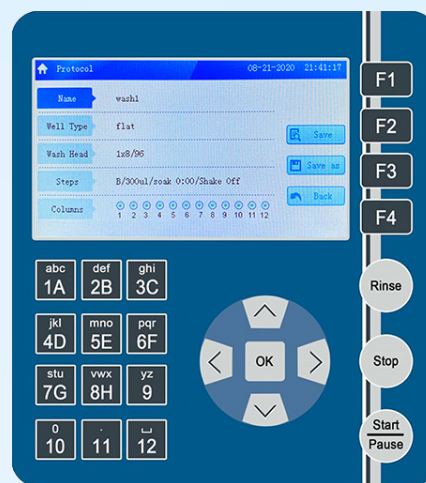 Protocol 08-21-2020 21:41:17
Name wash1
Well Type flat
Wash Head 1x8/96
Steps B/300ul/soak 0:00/Shake Off
Columns
1 2 3 4 5 6 7 8 9 10 11 12
Save
Save as
Back
F1
F2
F3
F4
abc def ghi
1A 2B 3C
jkl mno pqr
4D 5E 6F
stu vwx yz
7G 8H 9
0 . ⌴
10 11 12
OK
Rinse
Stop
Start
Pause